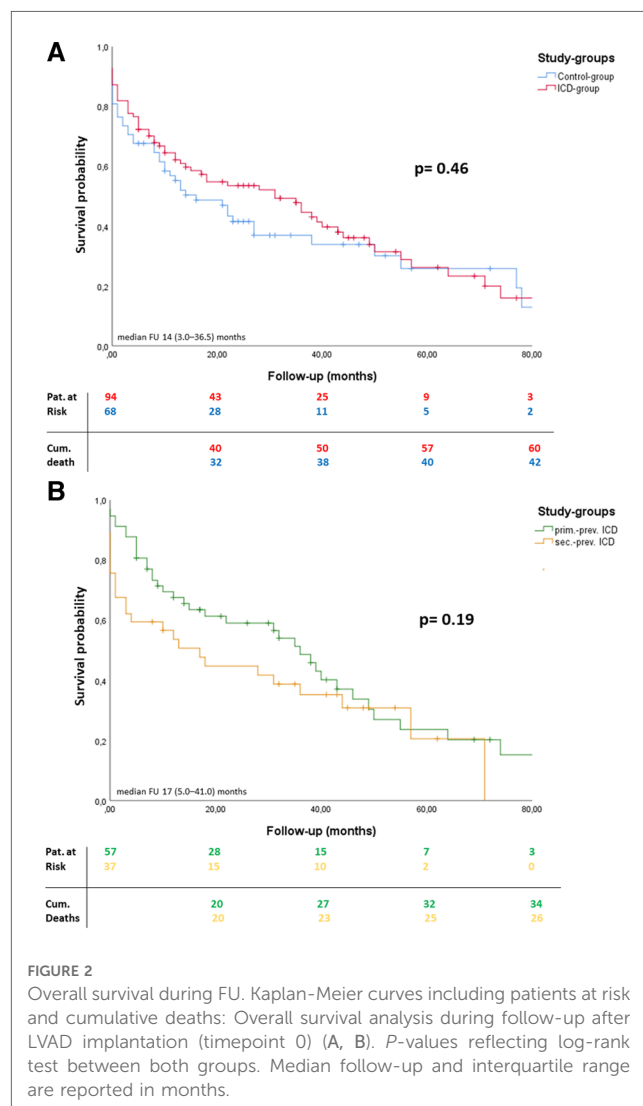 A
Study-groups
Control-group
ICD-group
p= 0.46
Survival probability
1,0
0,8
0,6
0,4
0,2
0,0
median FU 14 (3.0–36.5) months
,00 20,00 40,00 60,00 80,00
Follow-up (months)
Pat. at 94 43 25 9 3
Risk 68 28 11 5 2
Cum. 40 50 57 60
death 32 38 40 42
B
Study-groups
prim.-prev. ICD
sec.-prev. ICD
p= 0.19
Survival probability
1,0
0,8
0,6
0,4
0,2
0,0
median FU 17 (5.0–41.0) months
,00 20,00 40,00 60,00 80,00
Follow-up (months)
Pat. at 57 28 15 7 3
Risk 37 15 10 2 0
Cum. 20 27 32 34
Deaths 20 23 25 26
FIGURE 2
Overall survival during FU. Kaplan-Meier curves including patients at risk
and cumulative deaths: Overall survival analysis during follow-up after
LVAD implantation (timepoint 0) (A, B). P-values reflecting log-rank
test between both groups. Median follow-up and interquartile range
are reported in months.